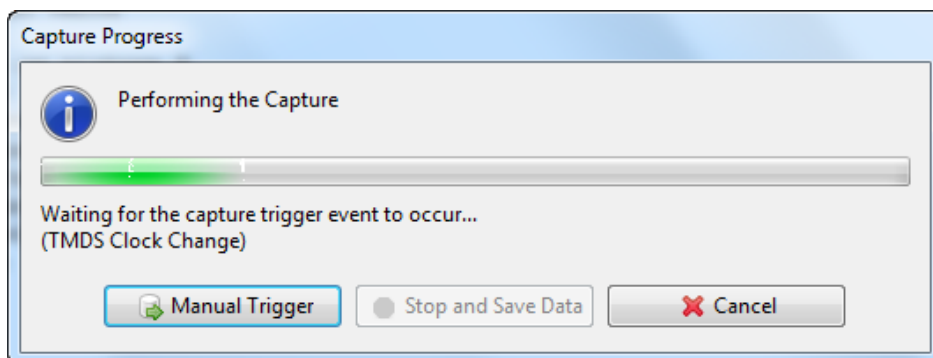 Capture Progress
Performing the Capture
Waiting for the capture trigger event to occur...
(TMDS Clock Change)
Manual Trigger
Stop and Save Data
Cancel